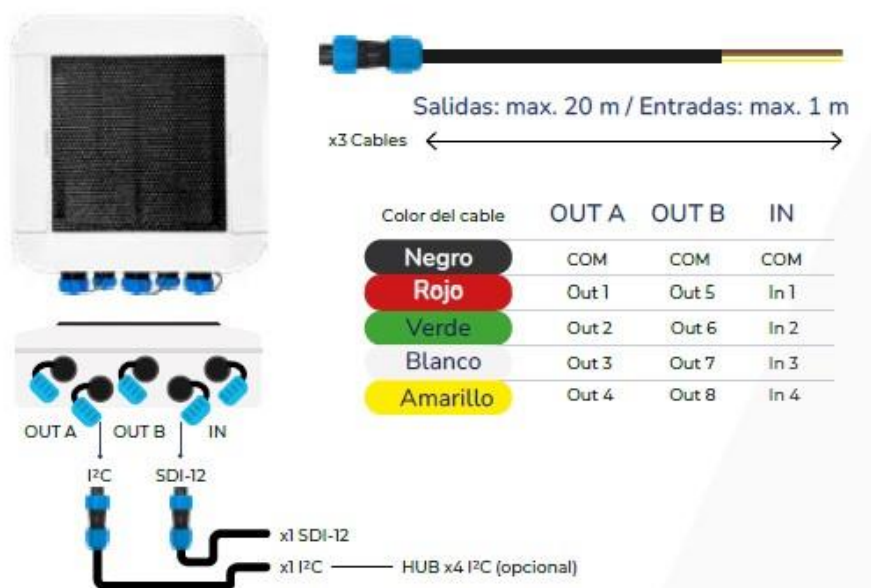 Salidas: max. 20 m / Entradas: max. 1 m
x3 Cables
Color del cable OUT A OUT B IN
Negro COM COM COM
Rojo Out 1 Out 5 In 1
Verde Out 2 Out 6 In 2
Blanco Out 3 Out 7 In 3
Amarillo Out 4 Out 8 In 4
OUT A OUT B IN
I²C SDI-12
x1 SDI-12
x1 I²C HUB x4 I²C (opcional)